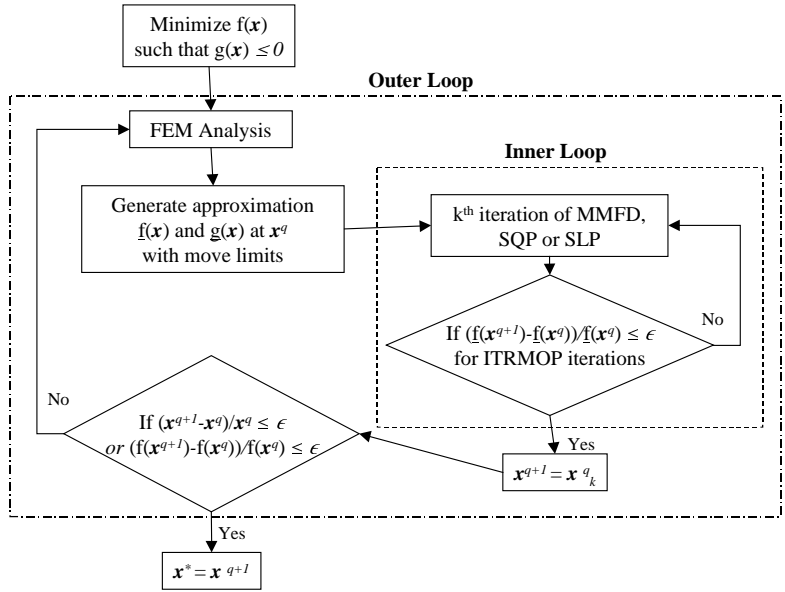 Minimize f(x)
such that g(x) ≤ 0
Outer Loop
FEM Analysis
Inner Loop
Generate approximation
f(x) and g(x) at x^q
with move limits
k^th iteration of MMFD,
SQP or SLP
No
If (f(x^q+1)-f(x^q))/f(x^q) ≤ ϵ
for ITRMOP iterations
No
If (x^q+1-x^q)/x^q ≤ ϵ
or (f(x^q+1)-f(x^q))/f(x^q) ≤ ϵ
Yes
x^q+1 = x^q_k
Yes
x^* = x^q+1